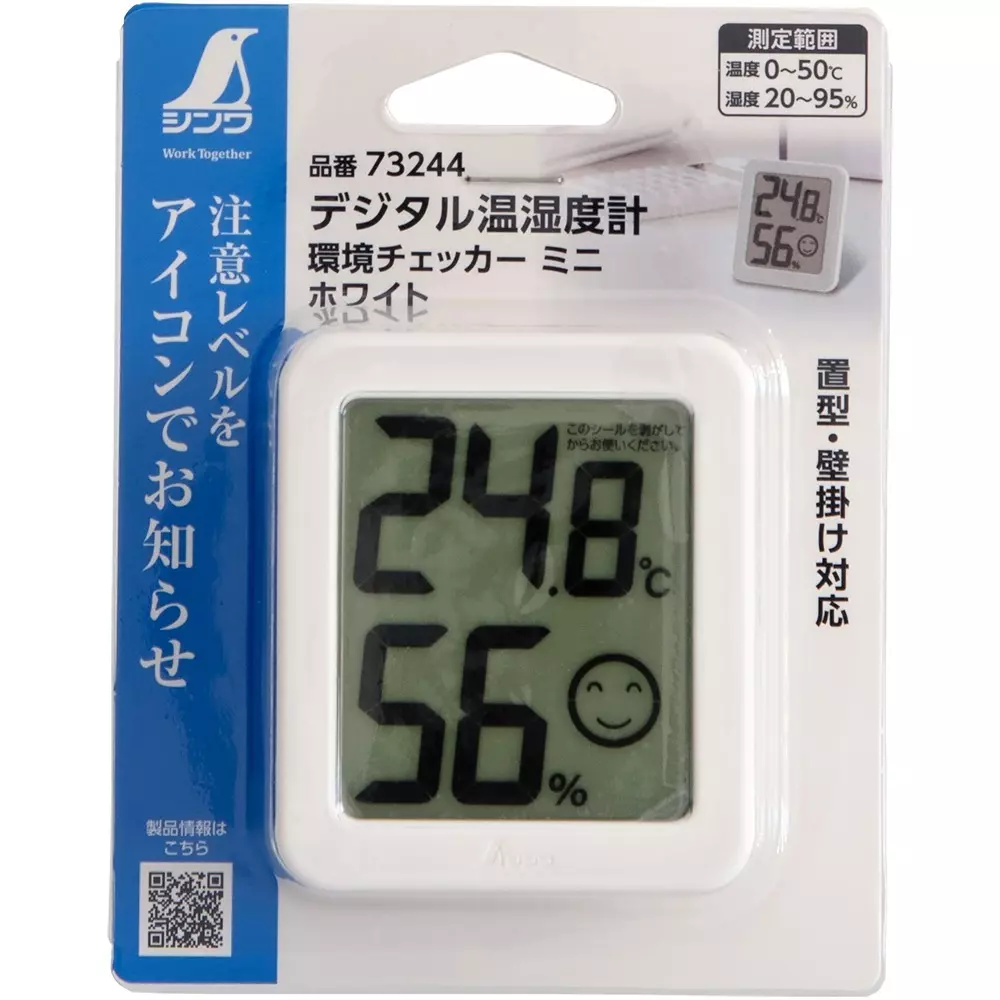 シンワ
Work Together
注意レベルを
アイコンでお知らせ
製品情報は
こちら
測定範囲
温度 0～50℃
湿度 20～95%
品番 73244
デジタル温湿度計
環境チェッカー ミニ
ホワイト
24.8℃
56%
置型・壁掛け対応
このシールを剥がして
からお使いください。
24.8℃
56%